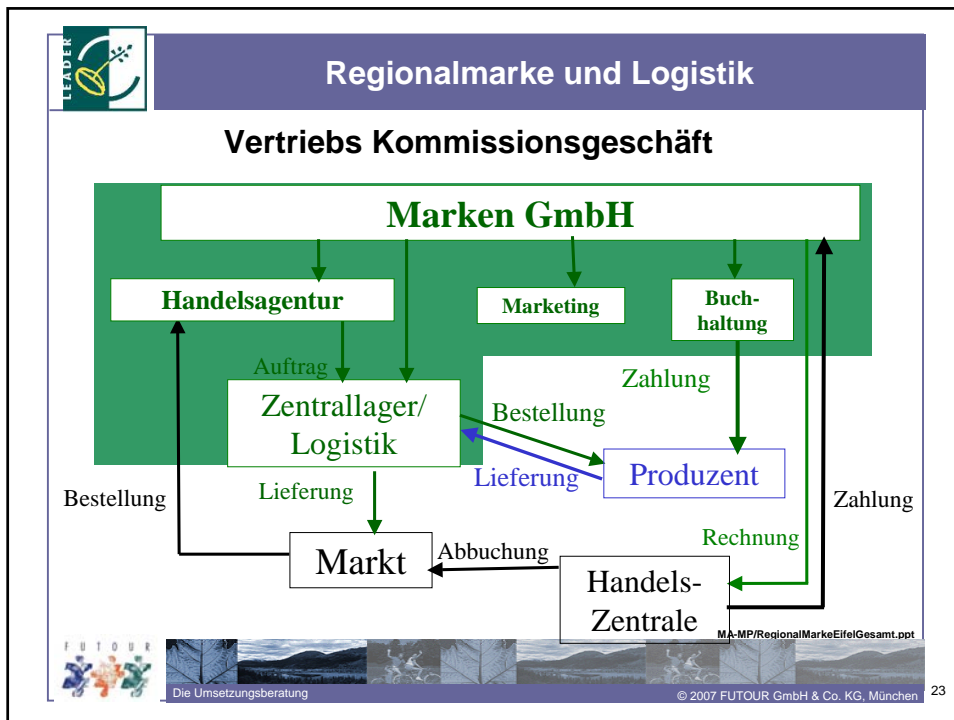 LEADER
Regionalmarke und Logistik
Vertriebs Kommissionsgeschäft
Marken GmbH
Handelsagentur
Marketing
Buch-
haltung
Auftrag
Zahlung
Zentrallager/
Logistik
Bestellung
Lieferung
Produzent
Bestellung
Lieferung
Zahlung
Rechnung
Markt
Abbuchung
Handels-
Zentrale
MA-MP/RegionalMarkeEifelGesamt.ppt
FUTOUR
Die Umsetzungsberatung
© 2007 FUTOUR GmbH & Co. KG, München
23